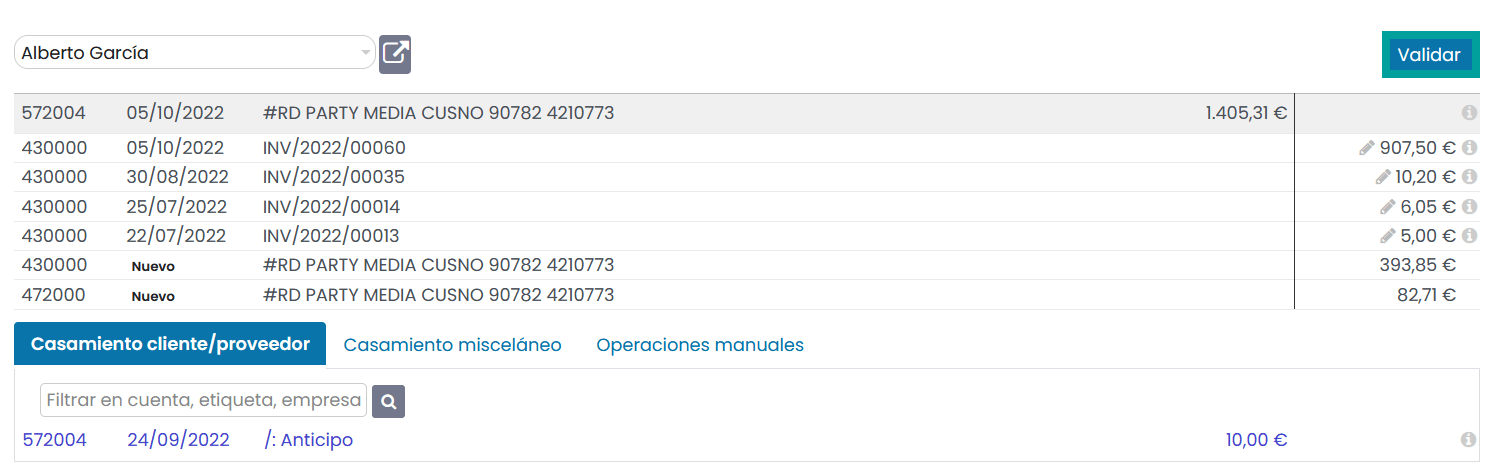 Alberto García
Validar
572004 05/10/2022 #RD PARTY MEDIA CUSNO 90782 4210773 1.405,31 €
430000 05/10/2022 INV/2022/00060 907,50 €
430000 30/08/2022 INV/2022/00035 10,20 €
430000 25/07/2022 INV/2022/00014 6,05 €
430000 22/07/2022 INV/2022/00013 5,00 €
430000 Nuevo #RD PARTY MEDIA CUSNO 90782 4210773 393,85 €
472000 Nuevo #RD PARTY MEDIA CUSNO 90782 4210773 82,71 €
Casamiento cliente/proveedor Casamiento misceláneo Operaciones manuales
Filtrar en cuenta, etiqueta, empresa
572004 24/09/2022 /: Anticipo 10,00 €